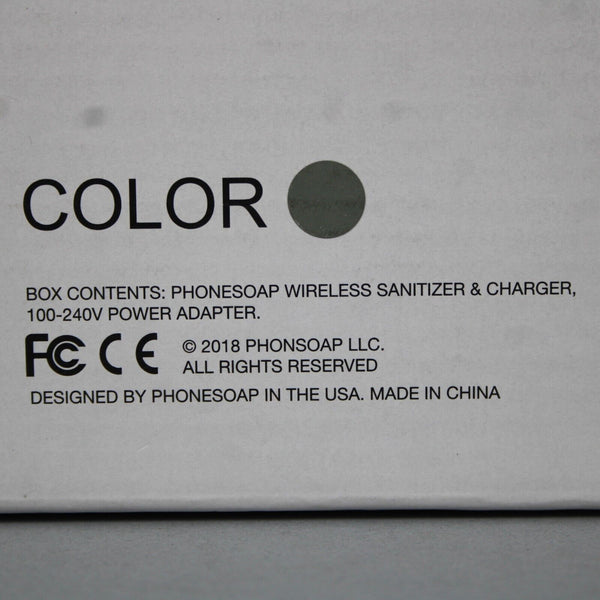 COLOR
BOX CONTENTS: PHONESOAP WIRELESS SANITIZER & CHARGER,
100-240V POWER ADAPTER.
FC CE © 2018 PHONSOAP LLC.
ALL RIGHTS RESERVED
DESIGNED BY PHONESOAP IN THE USA. MADE IN CHINA